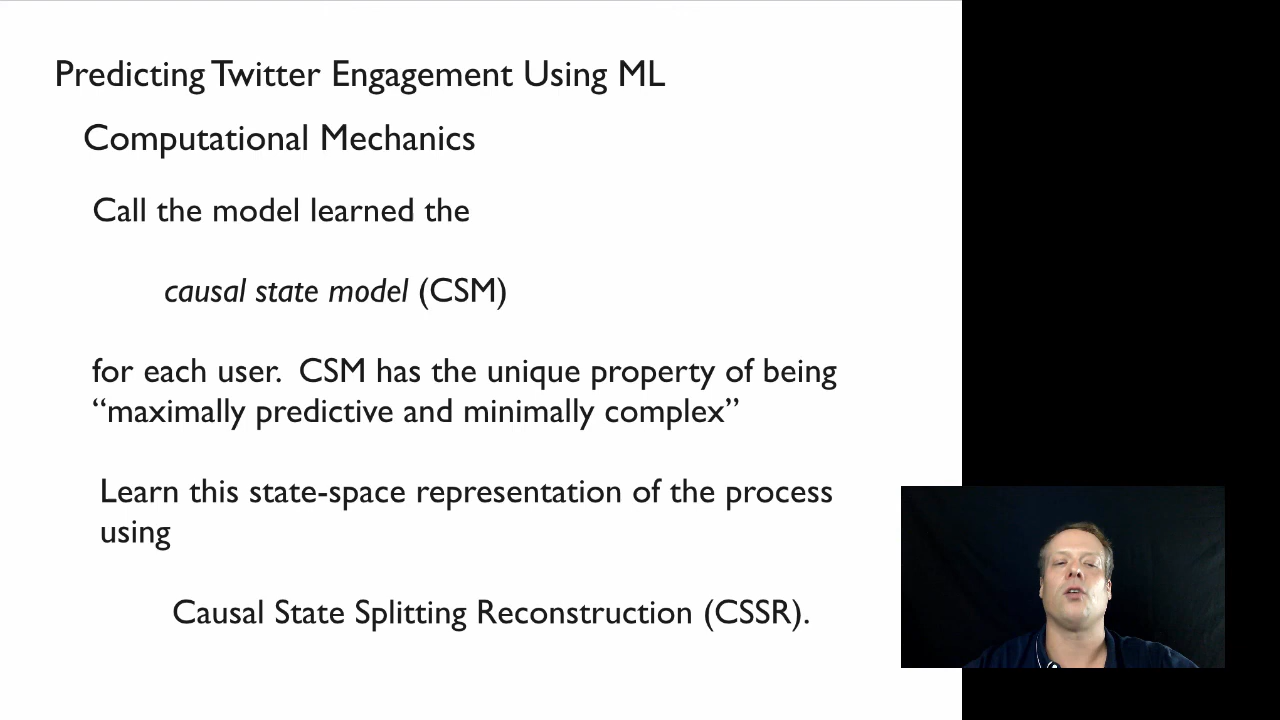 Predicting Twitter Engagement Using ML
Computational Mechanics
Call the model learned the
causal state model (CSM)
for each user. CSM has the unique property of being
“maximally predictive and minimally complex”
Learn this state-space representation of the process
using
Causal State Splitting Reconstruction (CSSR).